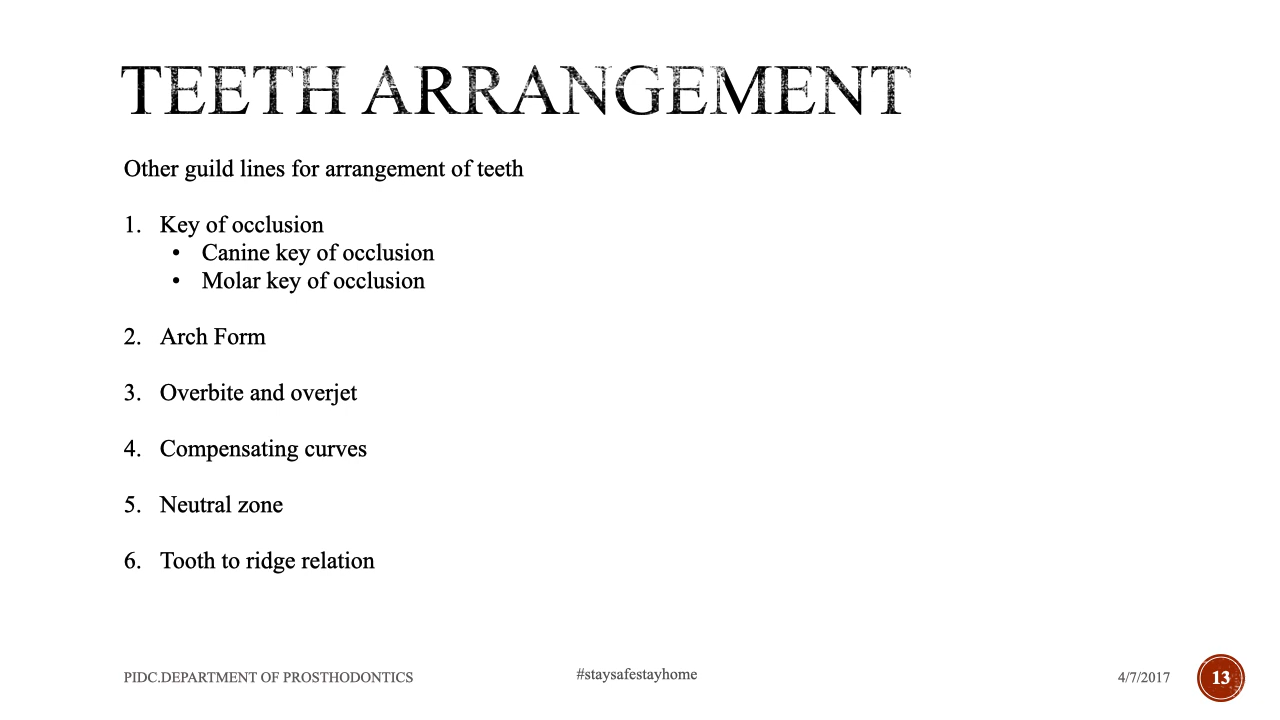 TEETH ARRANGEMENT
Other guild lines for arrangement of teeth
1. Key of occlusion
• Canine key of occlusion
• Molar key of occlusion
2. Arch Form
3. Overbite and overjet
4. Compensating curves
5. Neutral zone
6. Tooth to ridge relation
PIDC.DEPARTMENT OF PROSTHODONTICS
#staysafestayhome
4/7/2017
13